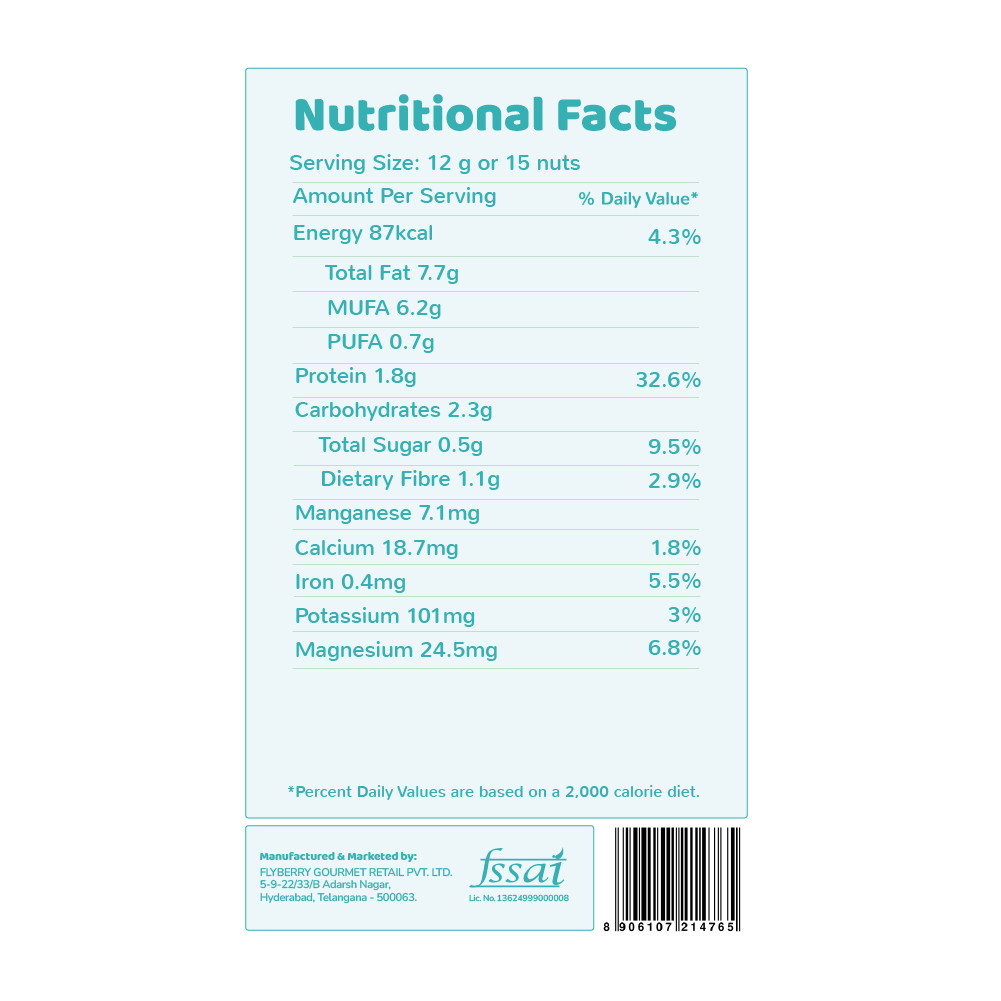 Nutritional Facts
Serving Size: 12 g or 15 nuts
Amount Per Serving % Daily Value*
Energy 87kcal 4.3%
Total Fat 7.7g
MUFA 6.2g
PUFA 0.7g
Protein 1.8g 32.6%
Carbohydrates 2.3g
Total Sugar 0.5g 9.5%
Dietary Fibre 1.1g 2.9%
Manganese 7.1mg
Calcium 18.7mg 1.8%
Iron 0.4mg 5.5%
Potassium 101mg 3%
Magnesium 24.5mg 6.8%
*Percent Daily Values are based on a 2,000 calorie diet.
Manufactured & Marketed by:
FLYBERRY GOURMET RETAIL PVT. LTD.
5-9-22/33/B Adarsh Nagar,
Hyderabad, Telangana - 500063.
fssai
Lic. No. 13624999000008
8 906107 214765